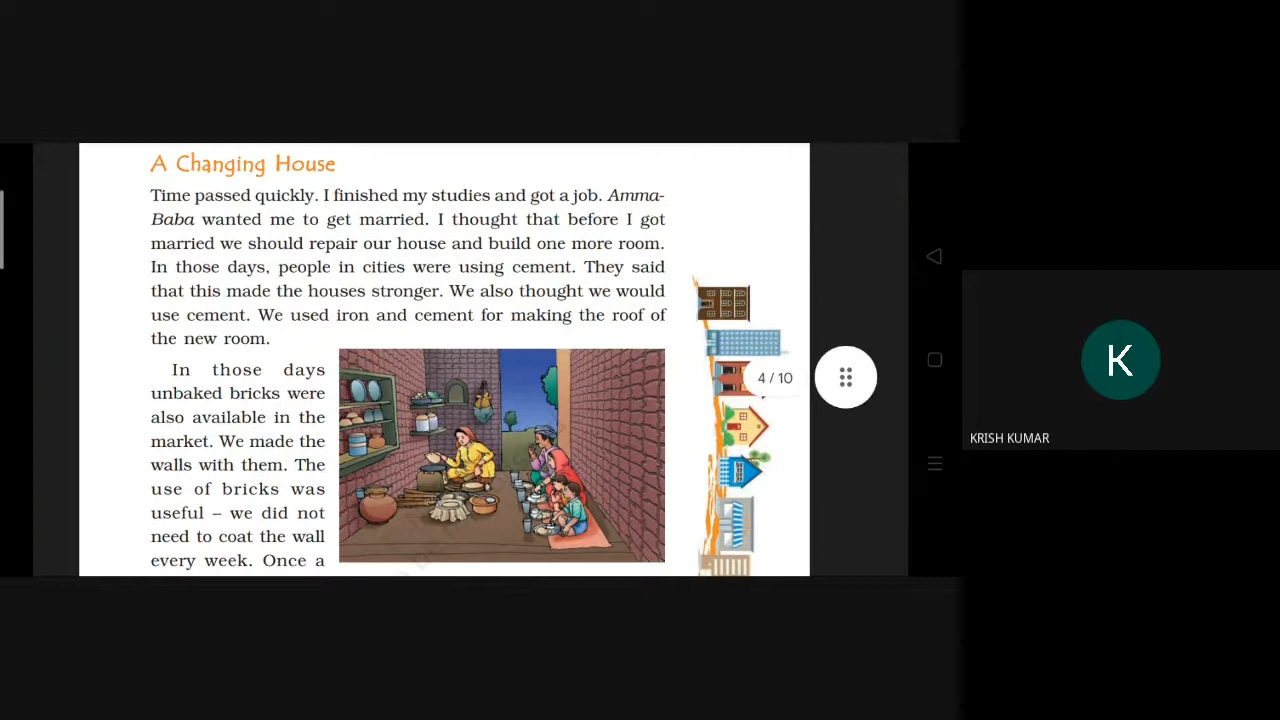 A Changing House
Time passed quickly. I finished my studies and got a job. Amma-
Baba wanted me to get married. I thought that before I got
married we should repair our house and build one more room.
In those days, people in cities were using cement. They said
that this made the houses stronger. We also thought we would
use cement. We used iron and cement for making the roof of
the new room.
In those days
unbaked bricks were
also available in the
market. We made the
walls with them. The
use of bricks was
useful – we did not
need to coat the wall
every week. Once a
4 / 10
K
KRISH KUMAR